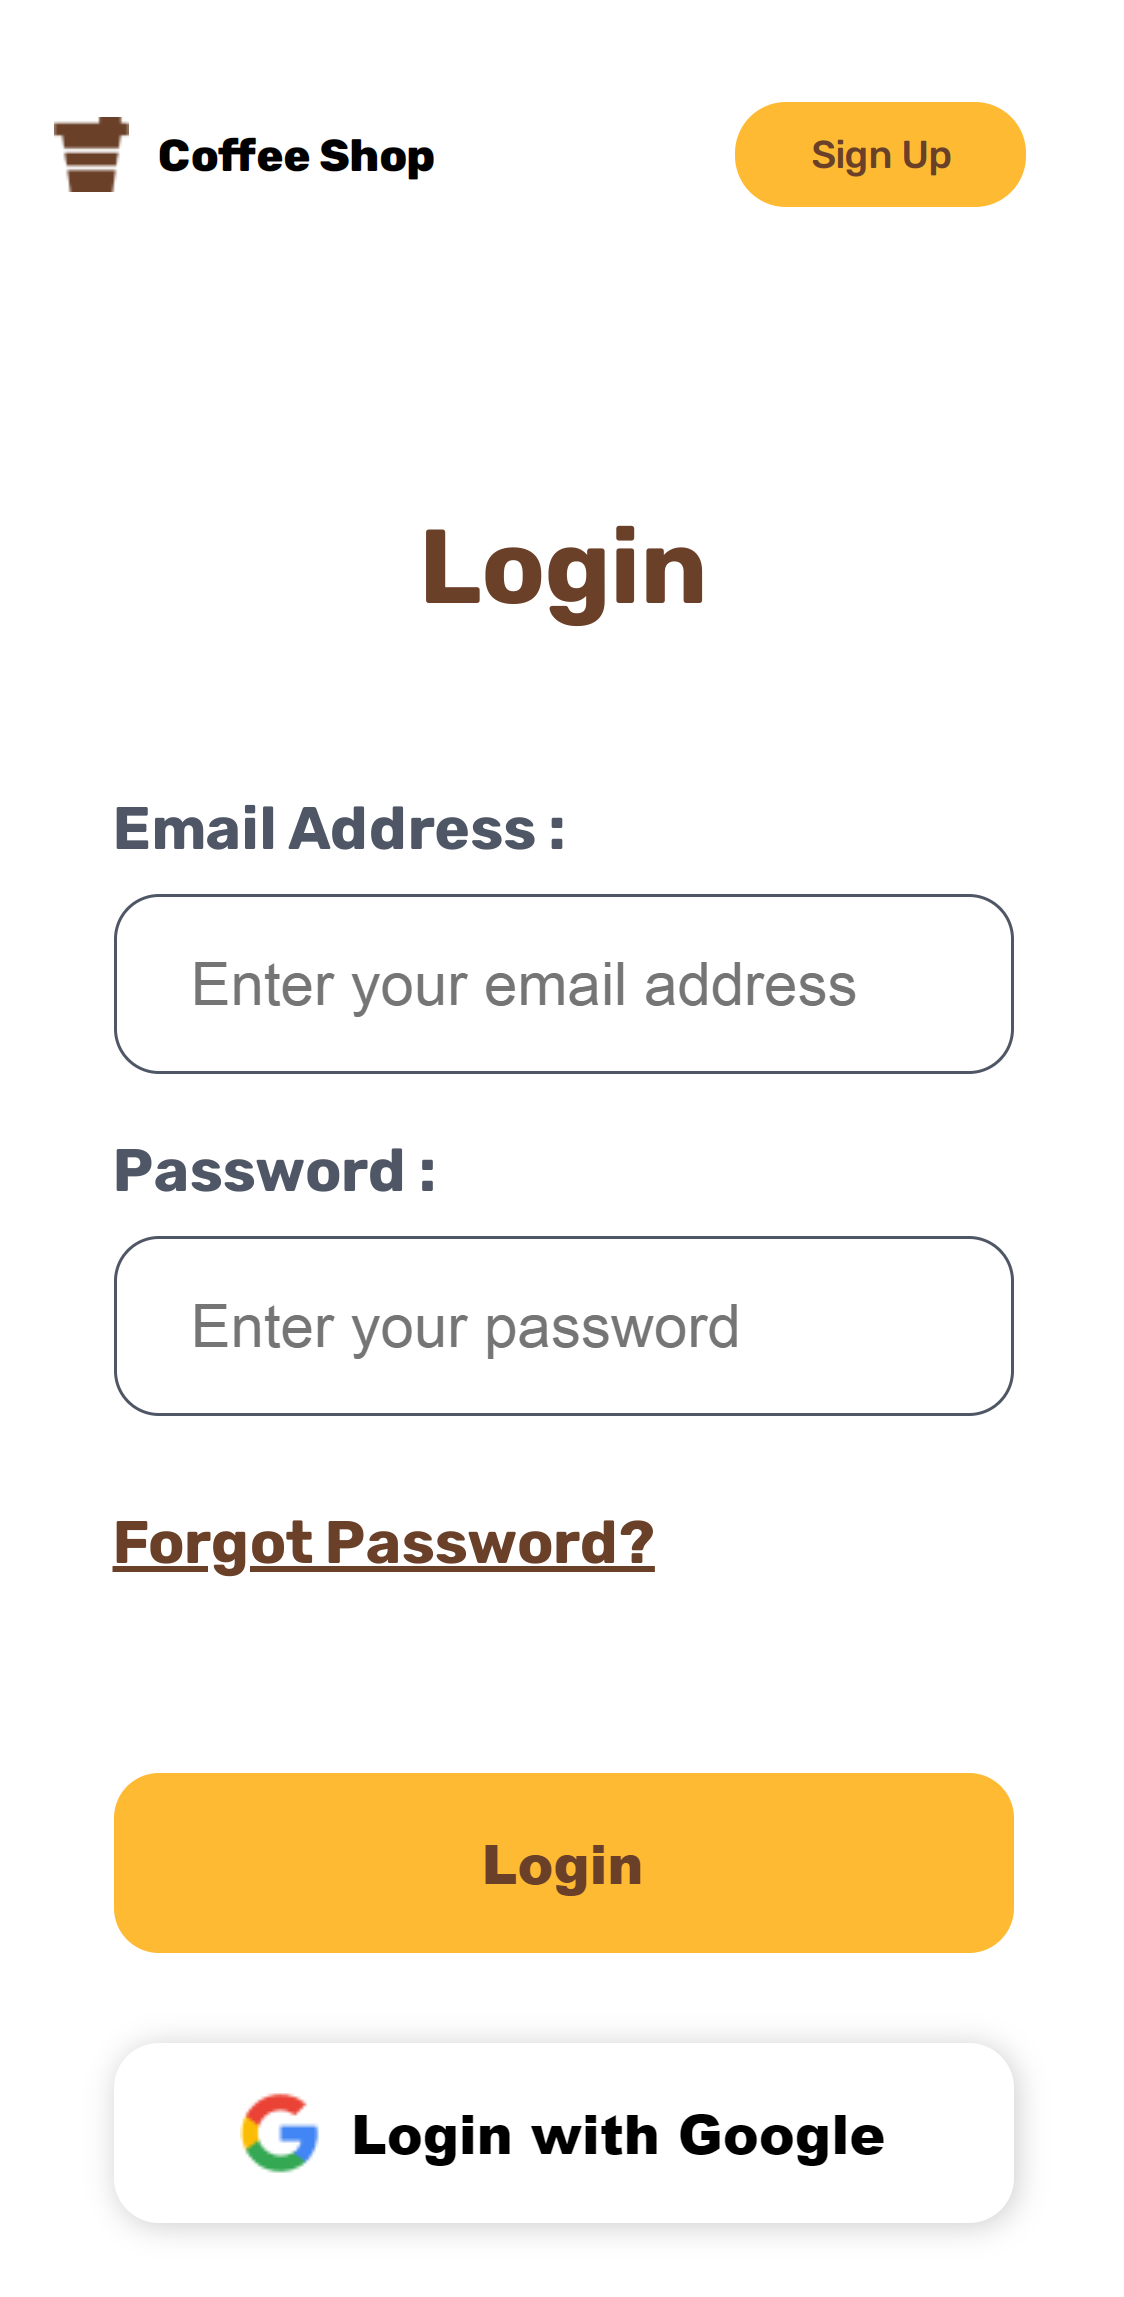 Coffee Shop
Sign Up
Login
Email Address :
Enter your email address
Password :
Enter your password
Forgot Password?
Login
Login with Google